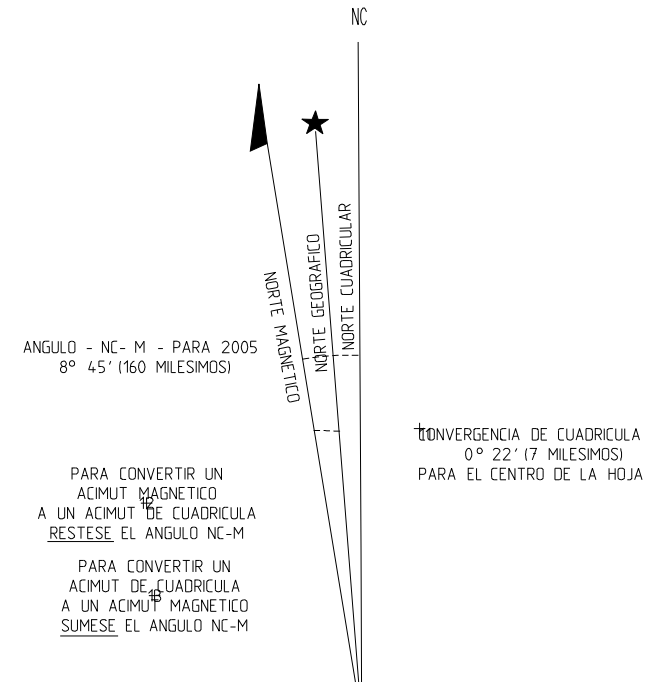 NC
NORTE MAGNETICO
NORTE GEOGRAFICO
NORTE CUADRICULAR
ANGULO - NC- M - PARA 2005
8° 45' (160 MILESIMOS)
CONVERGENCIA DE CUADRICULA
0° 22' (7 MILESIMOS)
PARA EL CENTRO DE LA HOJA
PARA CONVERTIR UN
ACIMUT MAGNETICO
A UN ACIMUT DE CUADRICULA
RESTESE EL ANGULO NC-M
PARA CONVERTIR UN
ACIMUT DE CUADRICULA
A UN ACIMUT MAGNETICO
SUMESE EL ANGULO NC-M